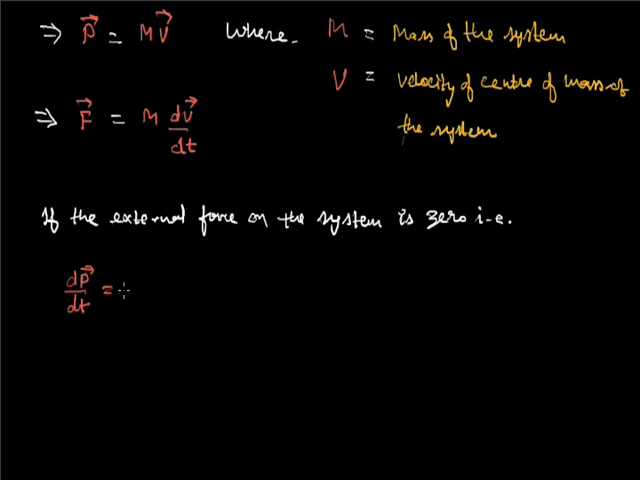 ⇒ P⃗ = M V⃗ Where. M = Mass of the system
V = Velocity of centre of mass of
the system
⇒ F⃗ = M dv⃗/dt
If the external force on the system is zero i.e.
dP⃗/dt =